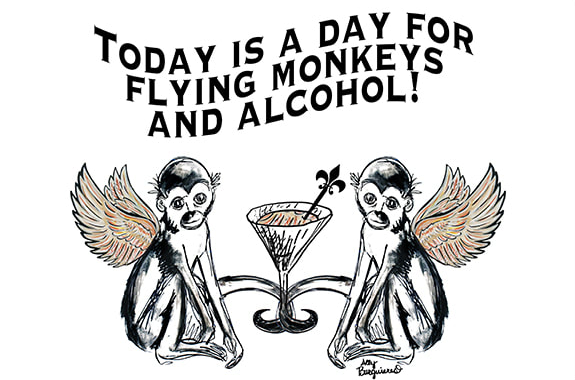 TODAY IS A DAY FOR
FLYING MONKEYS
AND ALCOHOL!